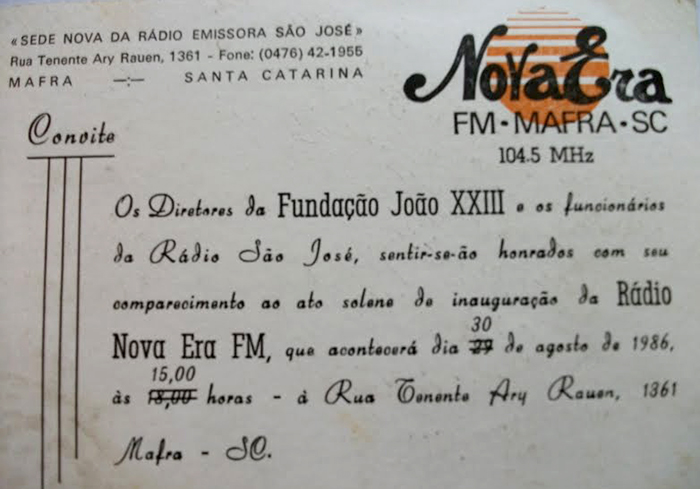 «SEDE NOVA DA RÁDIO EMISSORA SÃO JOSÉ»
Rua Tenente Ary Rauen, 1361 - Fone: (0476) 42-1955
MAFRA —:— SANTA CATARINA
Nova Era
FM • MAFRA • SC
104.5 MHz
Convite
Os Diretores da Fundação João XXIII e os funcionários
da Rádio São José, sentir-se-ão honrados com seu
comparecimento ao ato solene de inauguração da Rádio
30
Nova Era FM, que acontecerá dia 29 de agosto de 1986,
15,00
às 18,00 horas - à Rua Tenente Ary Rauen, 1361
Mafra - SC.